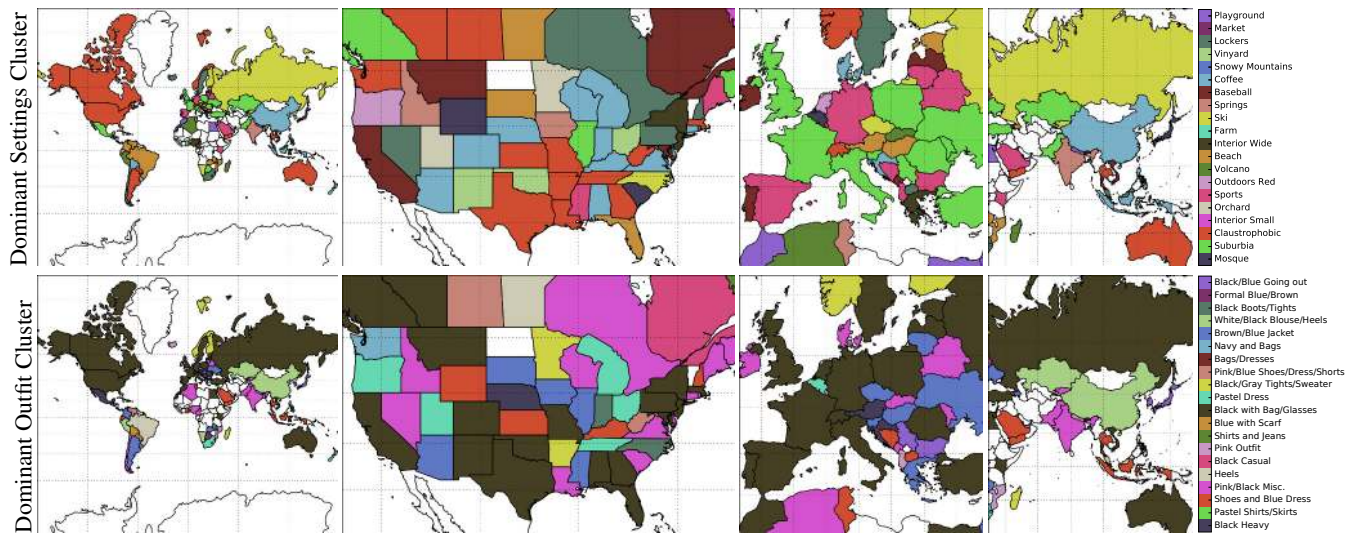 Dominant Setings Cluster
Playground
Market
Lockers
Vinyard
Snowy Mountains
Coffee
Baseball
Springs
Ski
Farm
Interior Wide
Beach
Volcano
Outdoors Red
Sports
Orchard
Interior Small
Claustrophobic
Suburbia
Mosque
Dominant Outfit Cluster
Black/Blue Going out
Formal Blue/Brown
Black Boots/Tights
White/Black Blouse/Heels
Brown/Blue Jacket
Navy and Bags
Bags/Dresses
Pink/Blue Shoes/Dress/Shorts
Black/Gray Tights/Sweater
Pastel Dress
Black with Bag/Glasses
Blue with Scarf
Shirts and Jeans
Pink Outfit
Black Casual
Heels
Pink/Black Misc.
Shoes and Blue Dress
Pastel Shirts/Skirts
Black Heavy